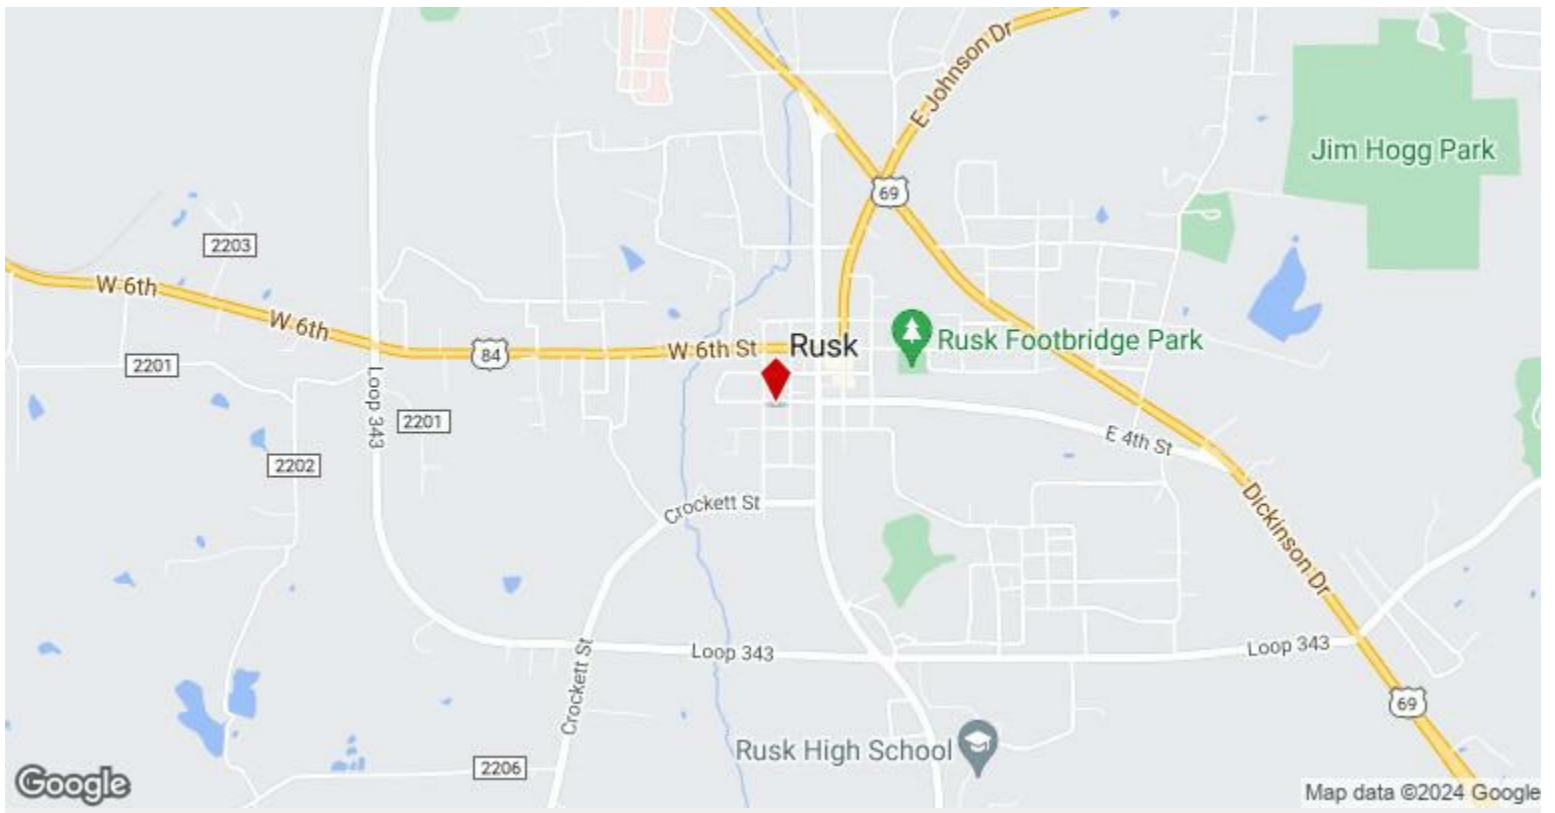 E Johnson Dr
Jim Hogg Park
69
2203
W 6th
W 6th
84
W 6th St
Rusk
Rusk Footbridge Park
2201
Loop 343
2201
E 4th St
2202
Crockett St
Dickinson Dr
Crockett St
Loop 343
Loop 343
69
Rusk High School
2206
Google
Map data ©2024 Google